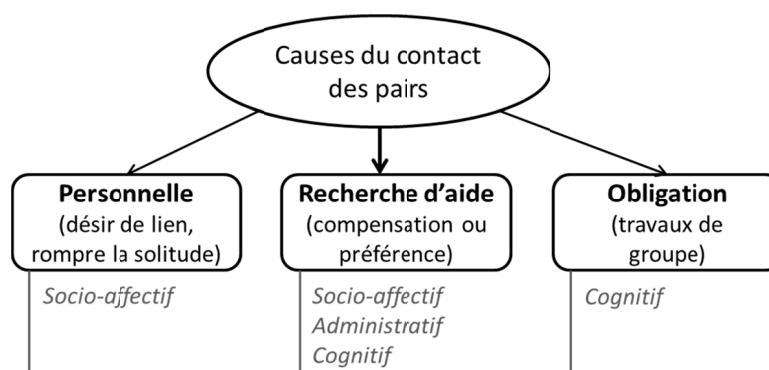 Causes du contact
des pairs
Personnelle
(désir de lien,
rompre la solitude)
Socio-affectif
Recherche d'aide
(compensation ou
préférence)
Socio-affectif
Administratif
Cognitif
Obligation
(travaux de
groupe)
Cognitif